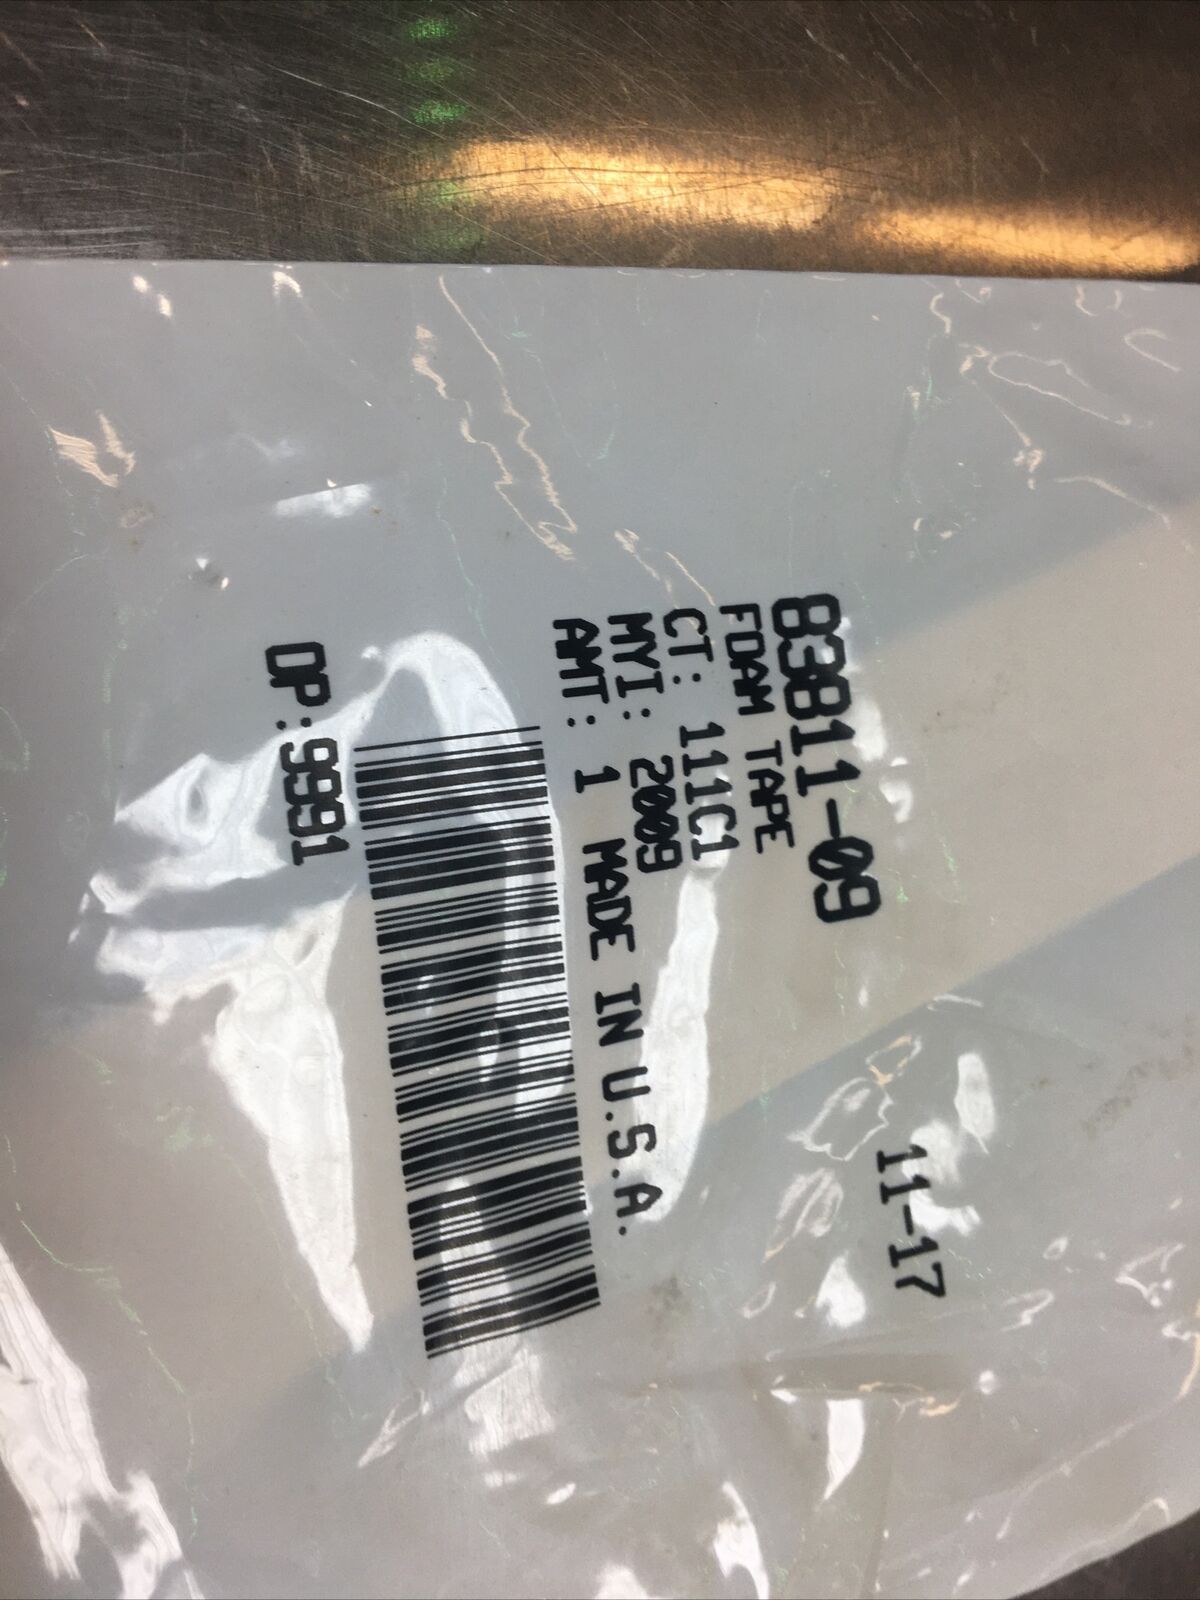 83811-09
FOAM TAPE
CT: 111C1
MYI: 2009
AMT: 1 MADE IN U.S.A.
OP:9991
11-17